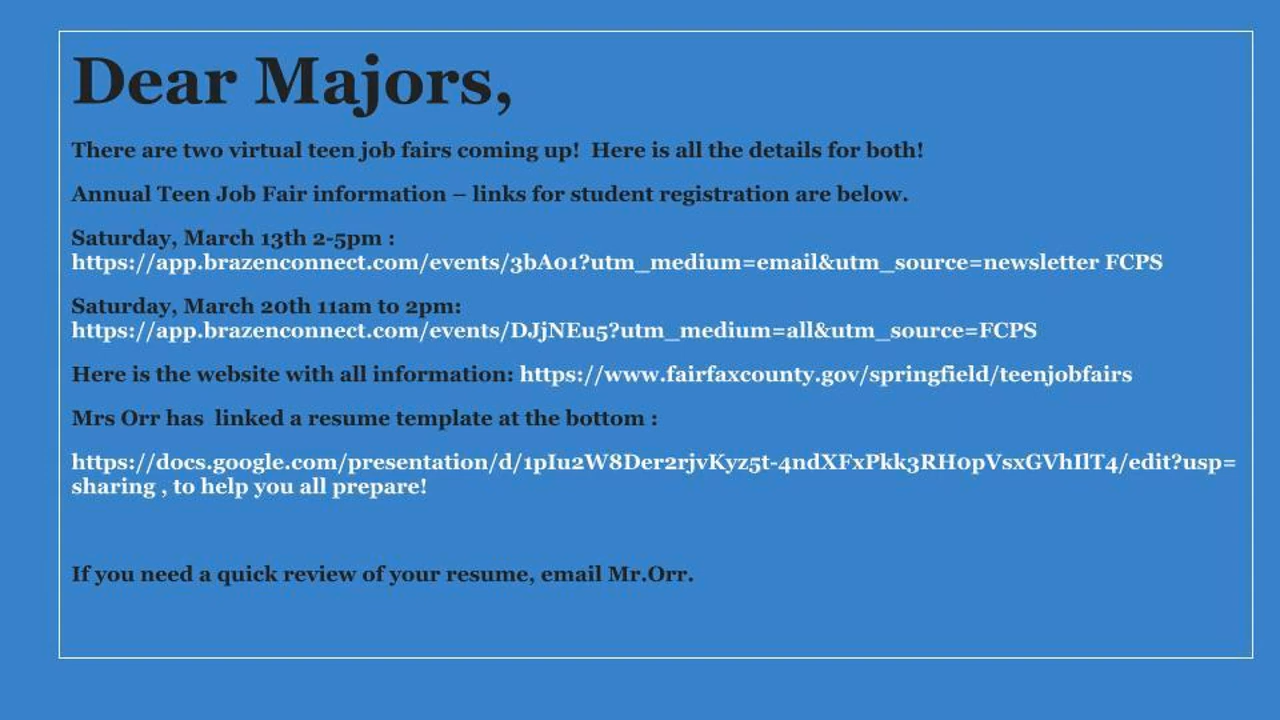 Dear Majors,
There are two virtual teen job fairs coming up!  Here is all the details for both!
Annual Teen Job Fair information – links for student registration are below.
Saturday, March 13th 2-5pm :
https://app.brazenconnect.com/events/3bA01?utm_medium=email&utm_source=newsletter FCPS
Saturday, March 20th 11am to 2pm:
https://app.brazenconnect.com/events/DJjNEu5?utm_medium=all&utm_source=FCPS
Here is the website with all information: https://www.fairfaxcounty.gov/springfield/teenjobfairs
Mrs Orr has  linked a resume template at the bottom :
https://docs.google.com/presentation/d/1pIu2W8Der2rjvKyz5t-4ndXFxPkk3RH0pVsxGVhIlT4/edit?usp=
sharing , to help you all prepare!
If you need a quick review of your resume, email Mr.Orr.